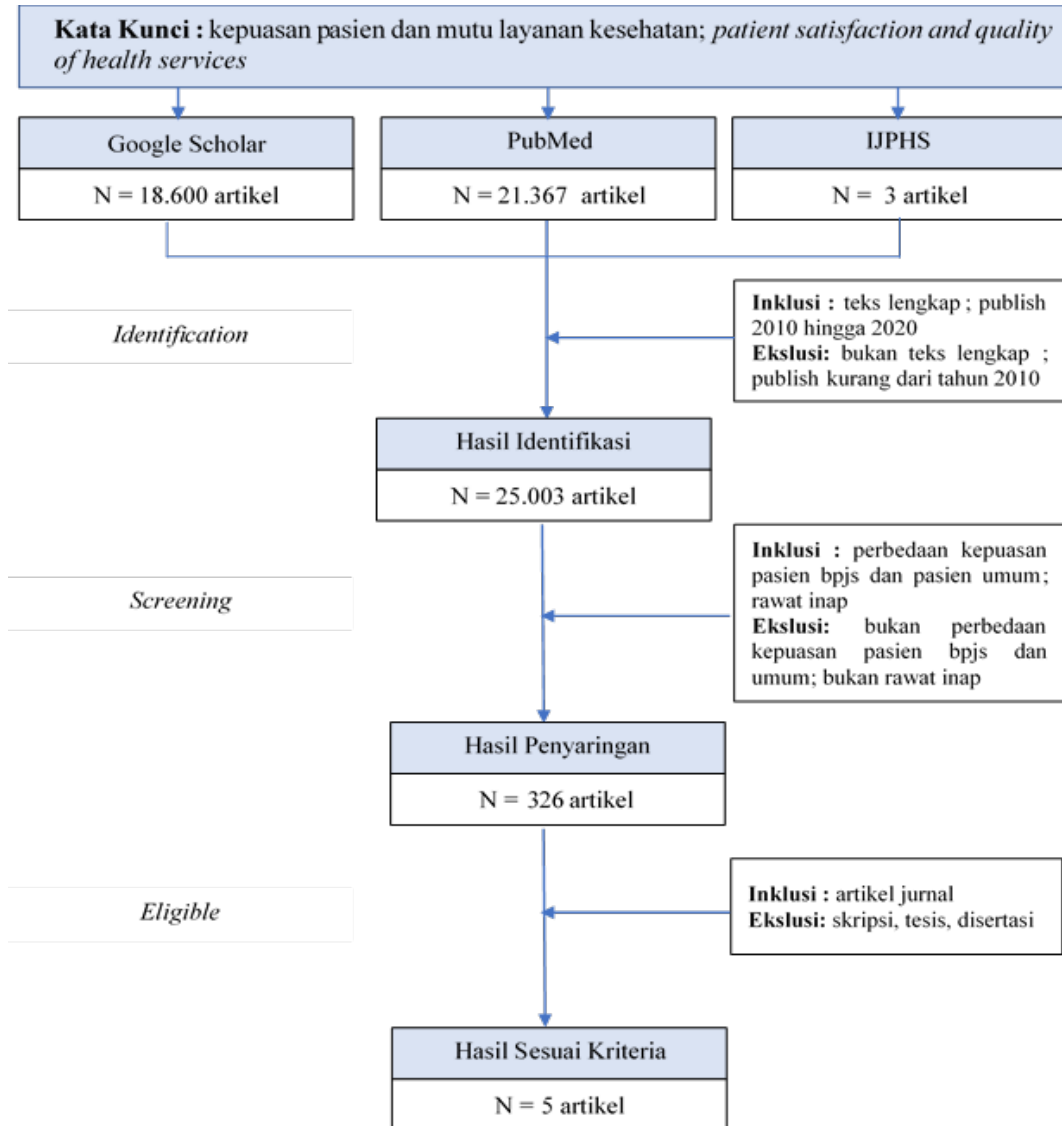 Kata Kunci : kepuasan pasien dan mutu layanan kesehatan; patient satisfaction and quality
of health services
Google Scholar
N = 18.600 artikel
PubMed
N = 21.367 artikel
IJPHS
N = 3 artikel
Identification
Inklusi : teks lengkap ; publish
2010 hingga 2020
Ekslusi: bukan teks lengkap ;
publish kurang dari tahun 2010
Hasil Identifikasi
N = 25.003 artikel
Screening
Inklusi : perbedaan kepuasan
pasien bpjs dan pasien umum;
rawat inap
Ekslusi: bukan perbedaan
kepuasan pasien bpjs dan
umum; bukan rawat inap
Hasil Penyaringan
N = 326 artikel
Eligible
Inklusi : artikel jurnal
Ekslusi: skripsi, tesis, disertasi
Hasil Sesuai Kriteria
N = 5 artikel